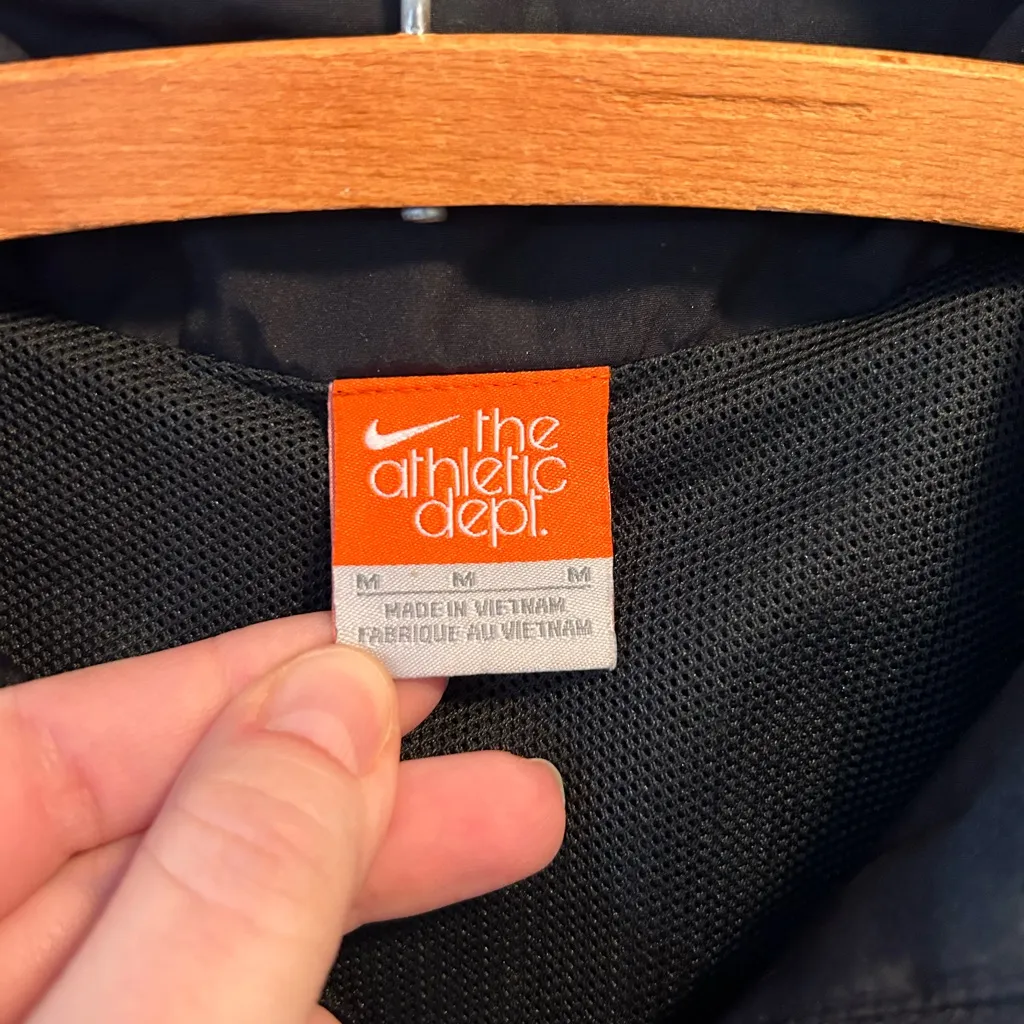 the
athletic
dept.
M M M
MADE IN VIETNAM
FABRIQUE AU VIETNAM